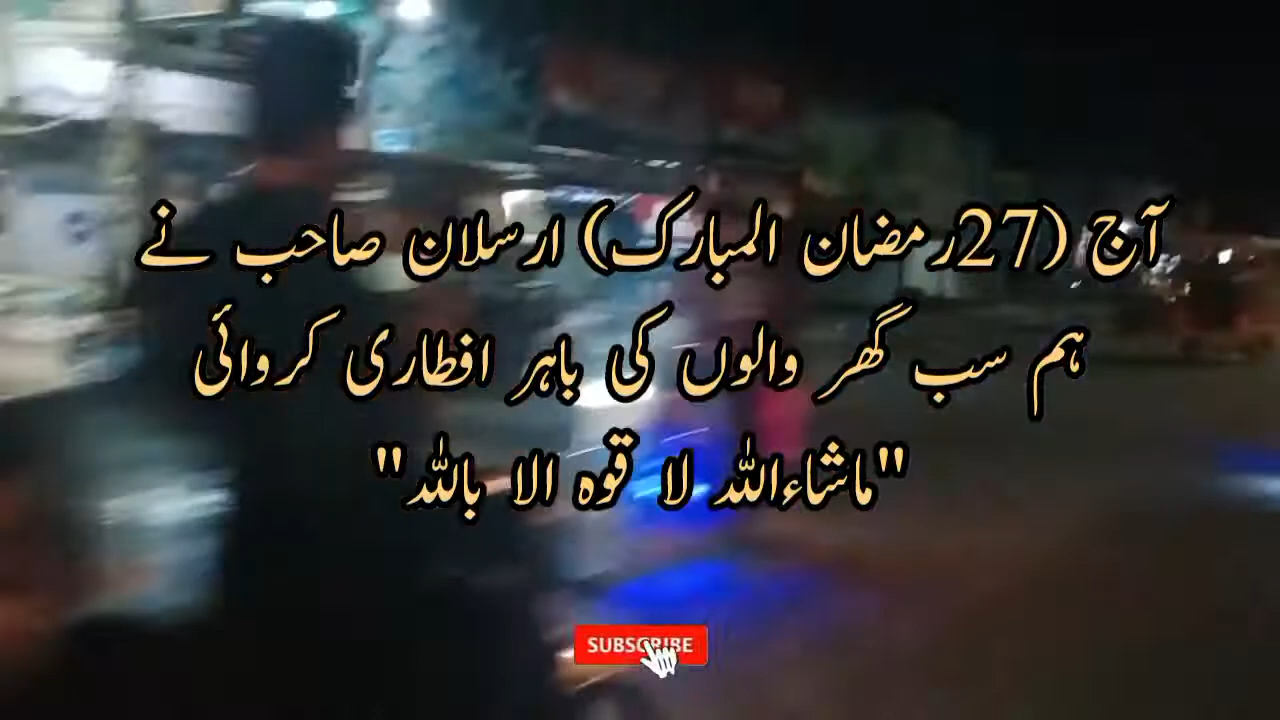 آج (27رمضان المبارک) ارسلان صاحب نے
ہم سب گھر والوں کی باہر افطاری کروائی
"ماشاءاللہ لا قوہ الا باللہ"
SUBSCRIBE